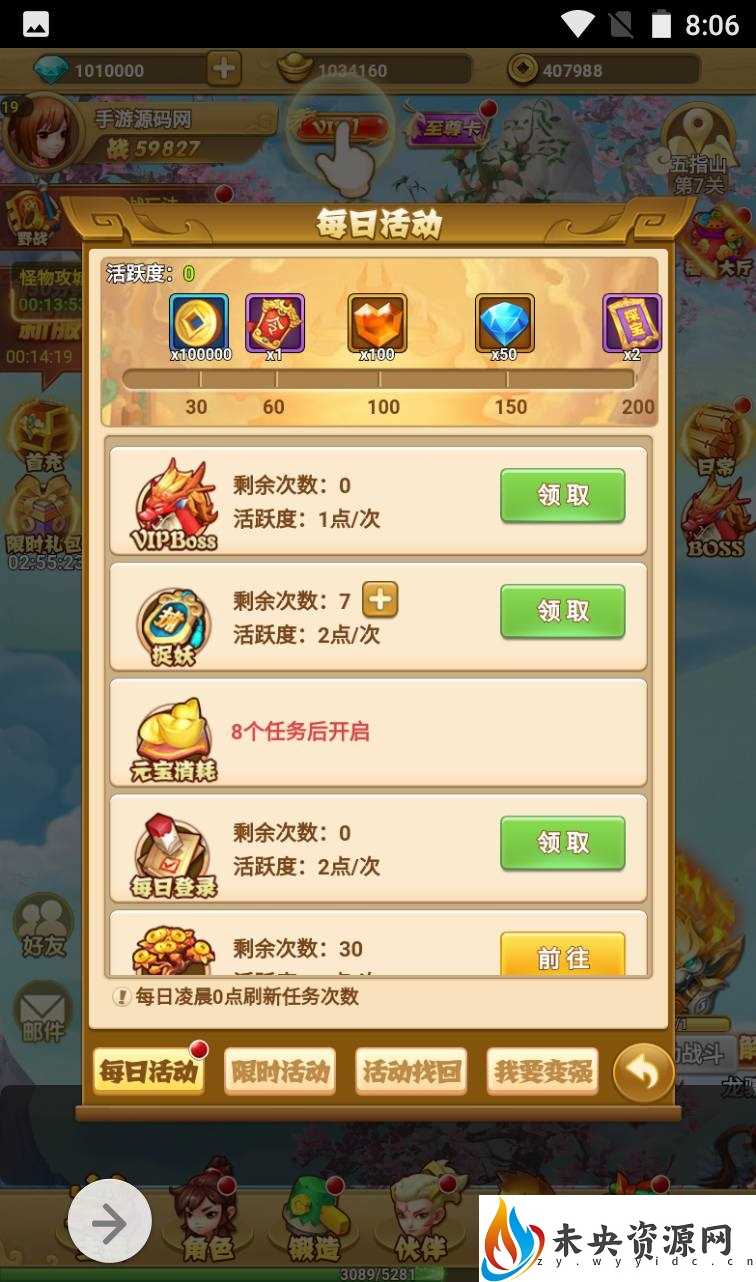 8:06
1010000
1034160
407988
19
手游源码网
战 59827
VIP 1
至尊卡
五指山
第7关
野战
大厅
怪物攻城
00:13:53
新服
00:14:19
首充
限时礼包
02:55:23
日常
BOSS
每日活动
活跃度：0
x100000
x1
x100
x50
x2
30
60
100
150
200
VIPBoss
剩余次数：0
活跃度：1点/次
领取
捉妖
剩余次数：7
活跃度：2点/次
领取
元宝消耗
8个任务后开启
每日登录
剩余次数：0
活跃度：2点/次
领取
剩余次数：30
前往
每日凌晨0点刷新任务次数
好友
邮件
每日活动
限时活动
活动找回
我要变强
战斗
角色
锻造
伙伴
3089/5281
未央资源网
zy.wyyidc.cn